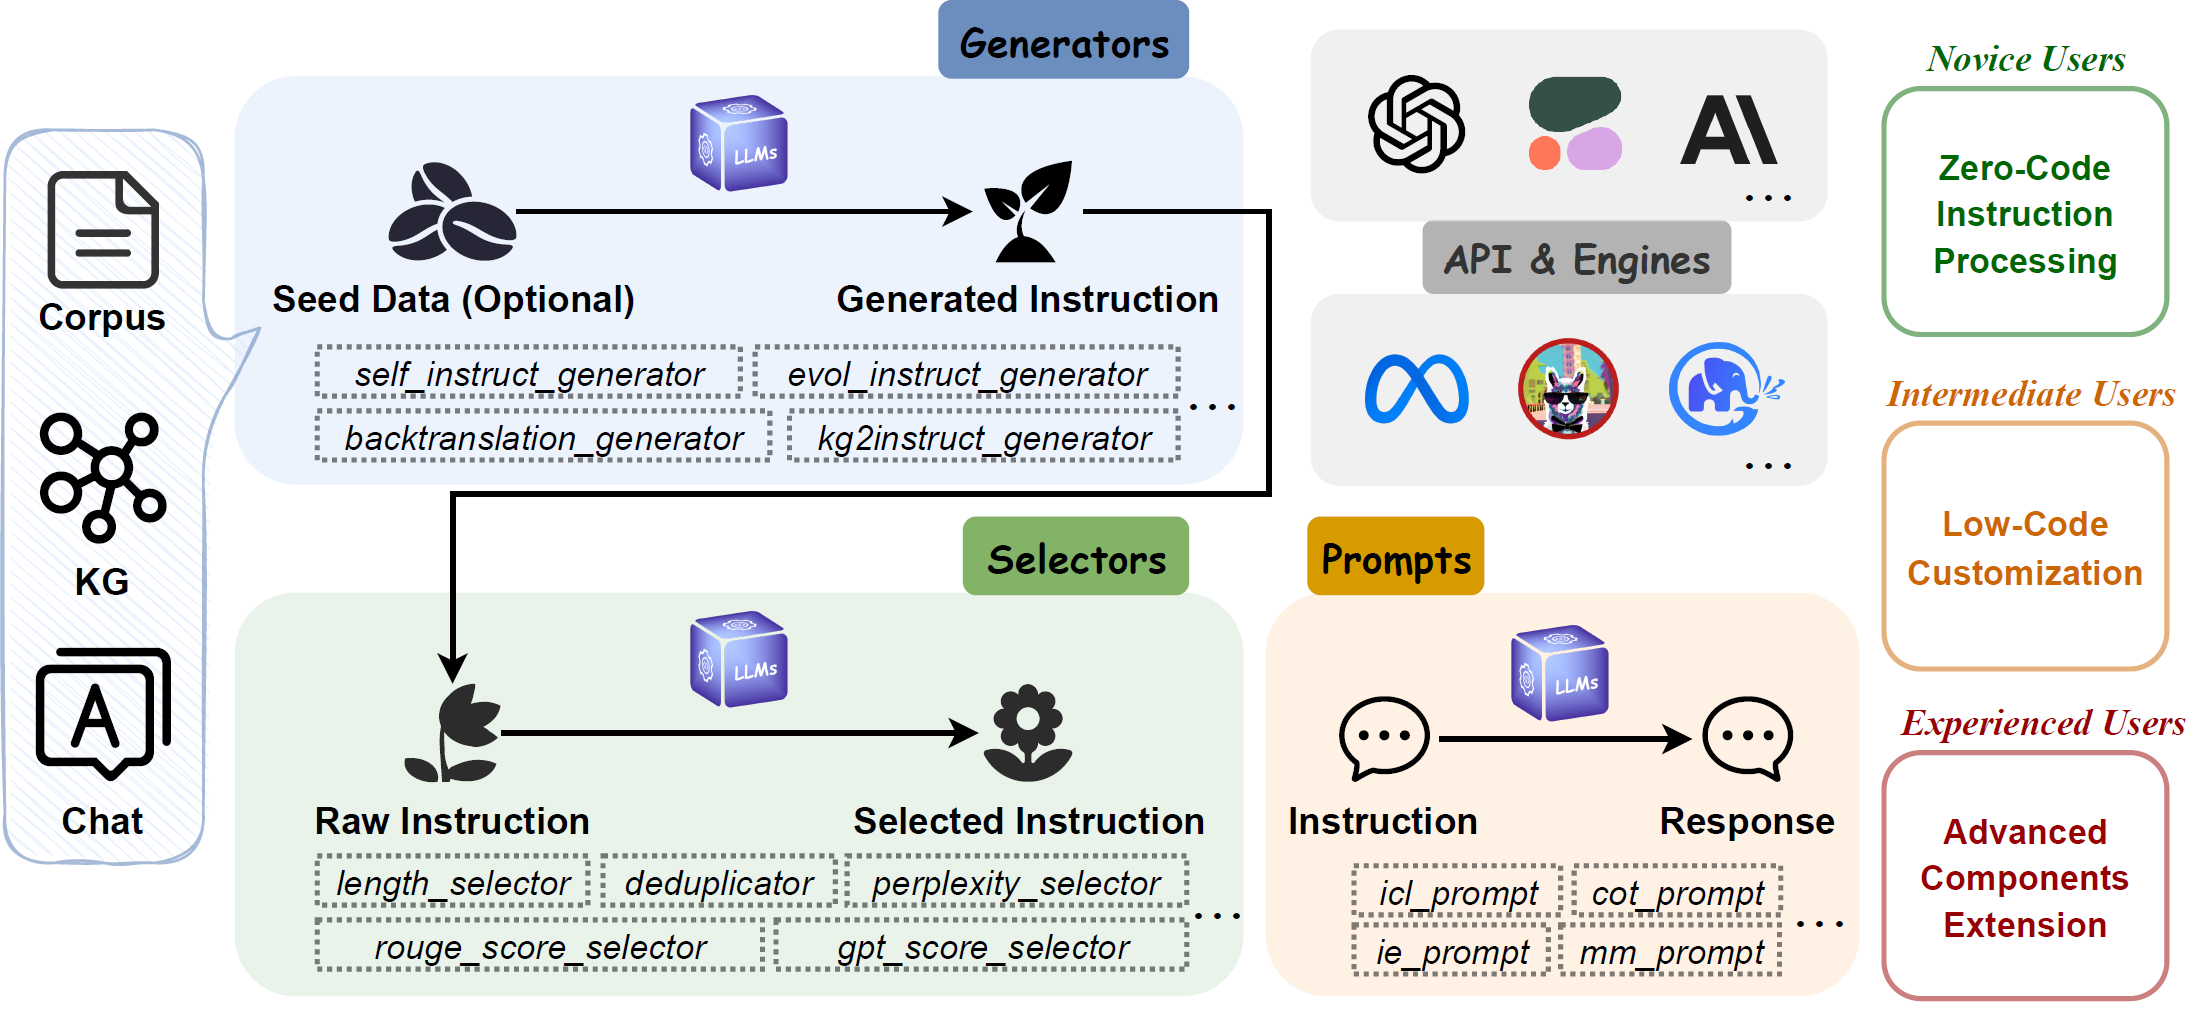 Corpus
KG
Chat
Generators
LLMs
Seed Data (Optional)
Generated Instruction
self_instruct_generator
evol_instruct_generator
backtranslation_generator
kg2instruct_generator
...
Selectors
LLMs
Raw Instruction
Selected Instruction
length_selector
deduplicator
perplexity_selector
rouge_score_selector
gpt_score_selector
...
A\
...
API & Engines
...
Prompts
LLMs
Instruction
Response
icl_prompt
cot_prompt
ie_prompt
mm_prompt
...
Novice Users
Zero-Code
Instruction
Processing
Intermediate Users
Low-Code
Customization
Experienced Users
Advanced
Components
Extension